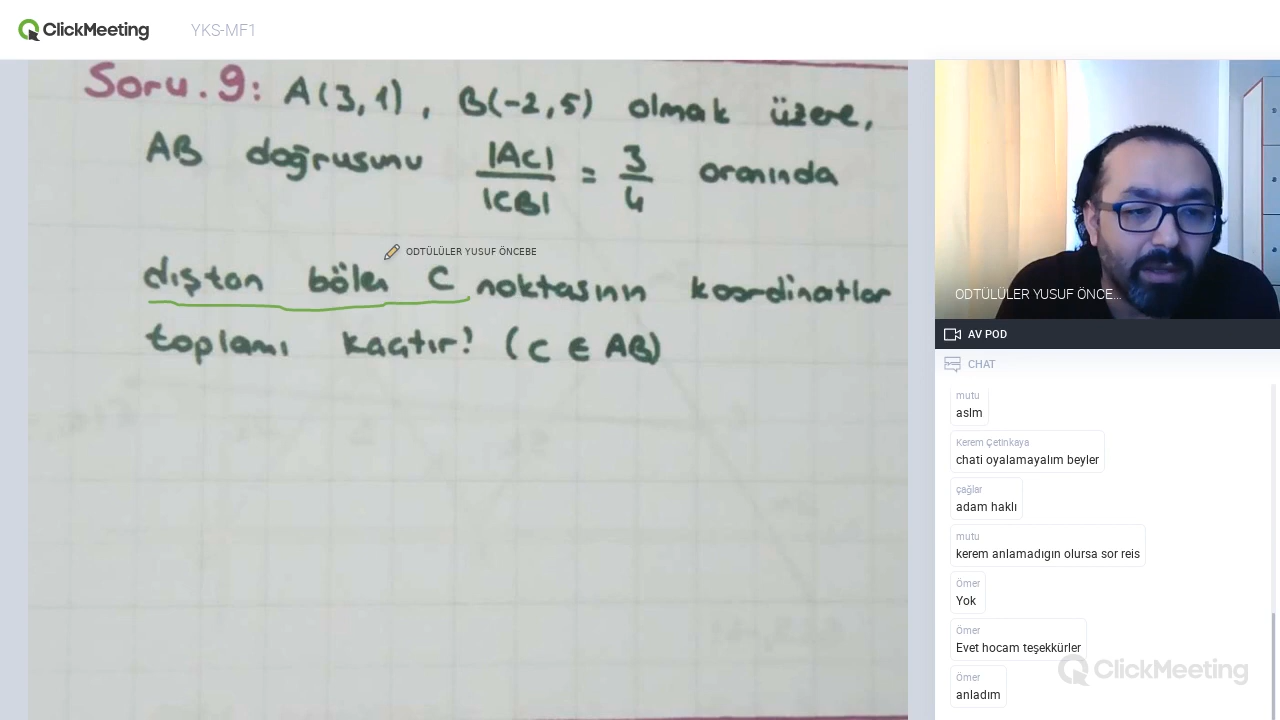 ClickMeeting
YKS-MF1
Soru.9: A(3,1), B(-2,5) olmak üzere,
AB doğrusunu |AC|/|CB| = 3/4 oranında
ODTÜLÜLER YUSUF ÖNCEBE
dıştan bölen C noktasının koordinatlar
toplamı kaçtır? (C ∈ AB)
ODTÜLÜLER YUSUF ÖNCE...
AV POD
CHAT
mutu
aslm
Kerem Çetinkaya
chati oyalamayalım beyler
çağlar
adam haklı
mutu
kerem anlamadıgın olursa sor reis
Ömer
Yok
Ömer
Evet hocam teşekkürler
Ömer
anladım
ClickMeeting